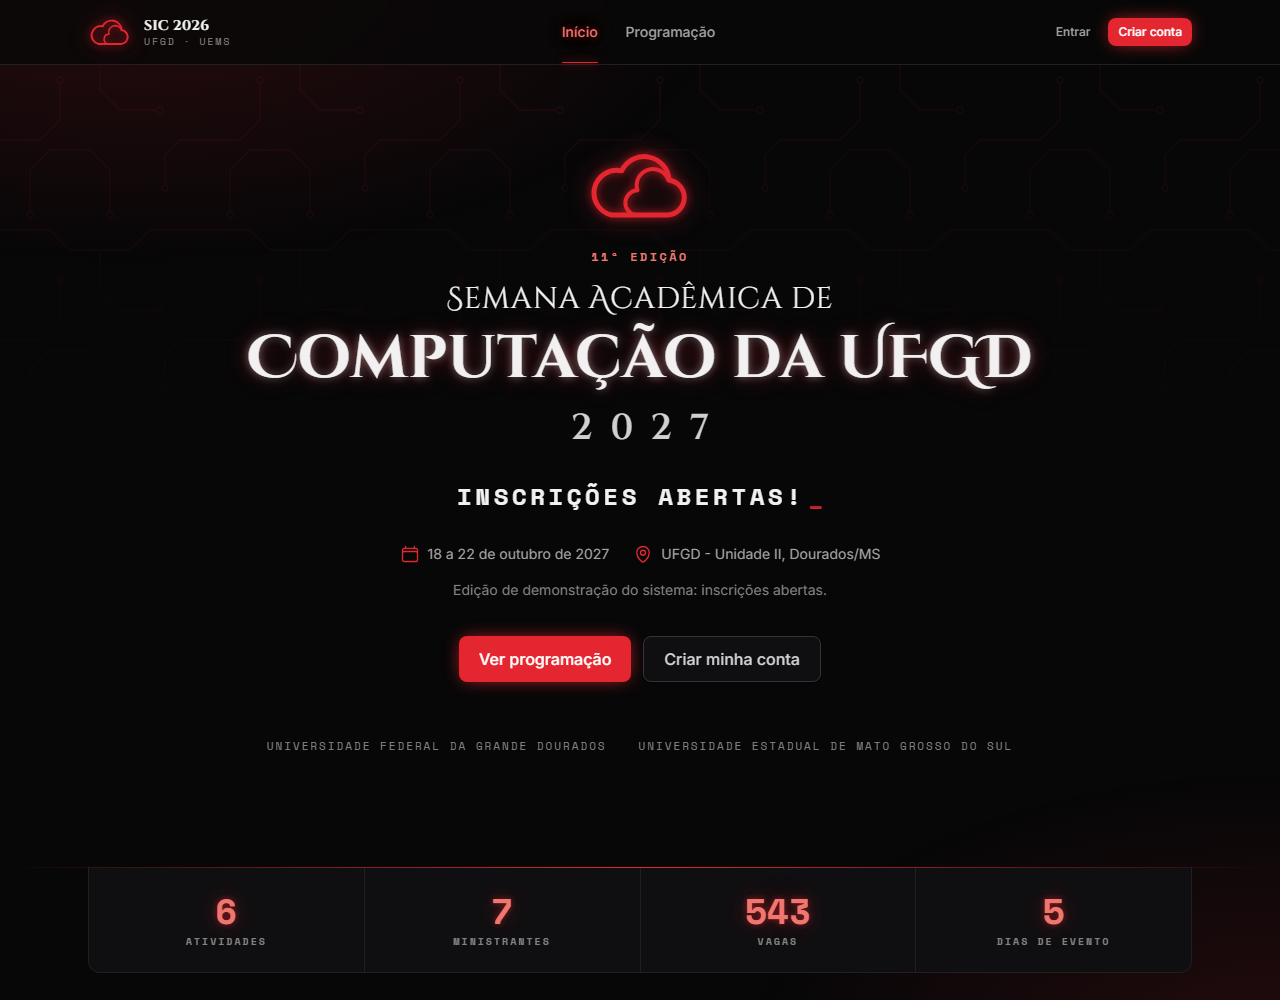 SIC 2026
UFGD · UEMS
Início
Programação
Entrar
Criar conta
11ª EDIÇÃO
SEMANA ACADÊMICA DE
COMPUTAÇÃO DA UFGD
2027
INSCRIÇÕES ABERTAS!_
18 a 22 de outubro de 2027
UFGD - Unidade II, Dourados/MS
Edição de demonstração do sistema: inscrições abertas.
Ver programação
Criar minha conta
UNIVERSIDADE FEDERAL DA GRANDE DOURADOS
UNIVERSIDADE ESTADUAL DE MATO GROSSO DO SUL
6
ATIVIDADES
7
MINISTRANTES
543
VAGAS
5
DIAS DE EVENTO